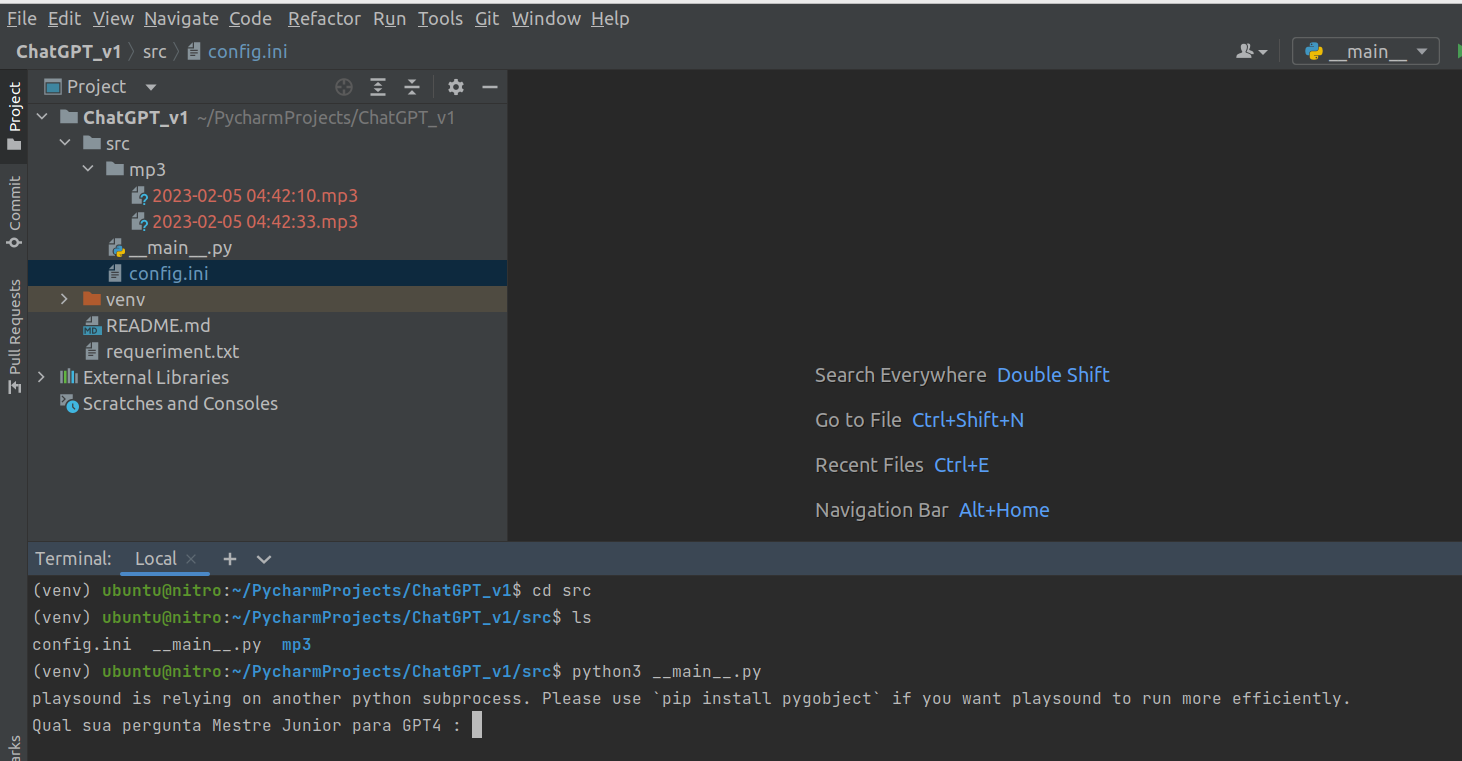 File Edit View Navigate Code Refactor Run Tools Git Window Help
ChatGPT_v1 src config.ini __main__
Project
Project
ChatGPT_v1 ~/PycharmProjects/ChatGPT_v1
src
mp3
2023-02-05 04:42:10.mp3
2023-02-05 04:42:33.mp3
__main__.py
config.ini
venv
README.md
requeriment.txt
External Libraries
Scratches and Consoles
Commit
Pull Requests
Search Everywhere Double Shift
Go to File Ctrl+Shift+N
Recent Files Ctrl+E
Navigation Bar Alt+Home
Terminal: Local
(venv) ubuntu@nitro:~/PycharmProjects/ChatGPT_v1$ cd src
(venv) ubuntu@nitro:~/PycharmProjects/ChatGPT_v1/src$ ls
config.ini __main__.py mp3
(venv) ubuntu@nitro:~/PycharmProjects/ChatGPT_v1/src$ python3 __main__.py
playsound is relying on another python subprocess. Please use `pip install pygobject` if you want playsound to run more efficiently.
Qual sua pergunta Mestre Junior para GPT4 :